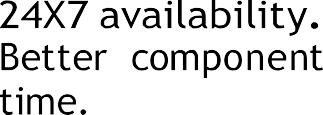 24X7 availability.
Better component
time.